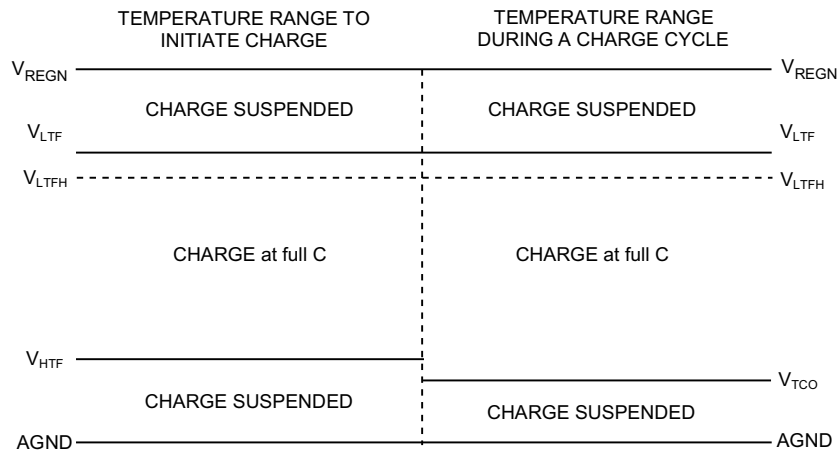 TEMPERATURE RANGE TO
INITIATE CHARGE
TEMPERATURE RANGE
DURING A CHARGE CYCLE
VREGN
VREGN
CHARGE SUSPENDED
CHARGE SUSPENDED
VLTF
VLTF
VLTFH
VLTFH
CHARGE at full C
CHARGE at full C
VHTF
VTCO
CHARGE SUSPENDED
CHARGE SUSPENDED
AGND
AGND